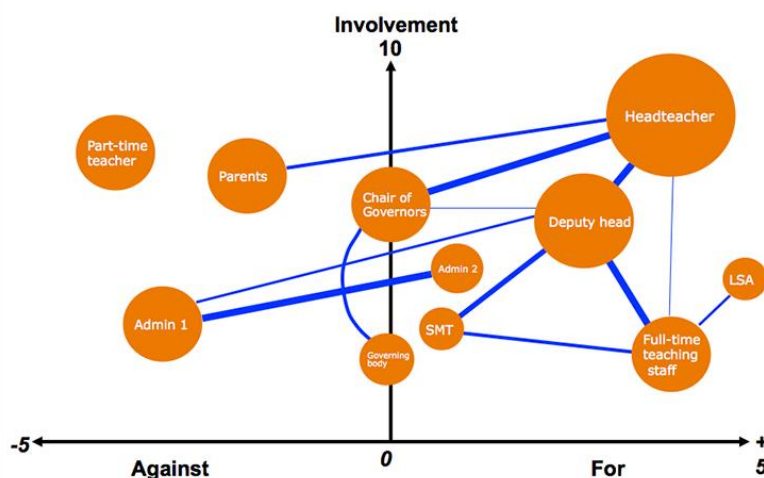 Involvement
10
Headteacher
Part-time
teacher
Parents
Chair of
Governors
Deputy head
Admin 2
LSA
Admin 1
SMT
Full-time
teaching
staff
Governing
body
-5
0
+
5
Against
For